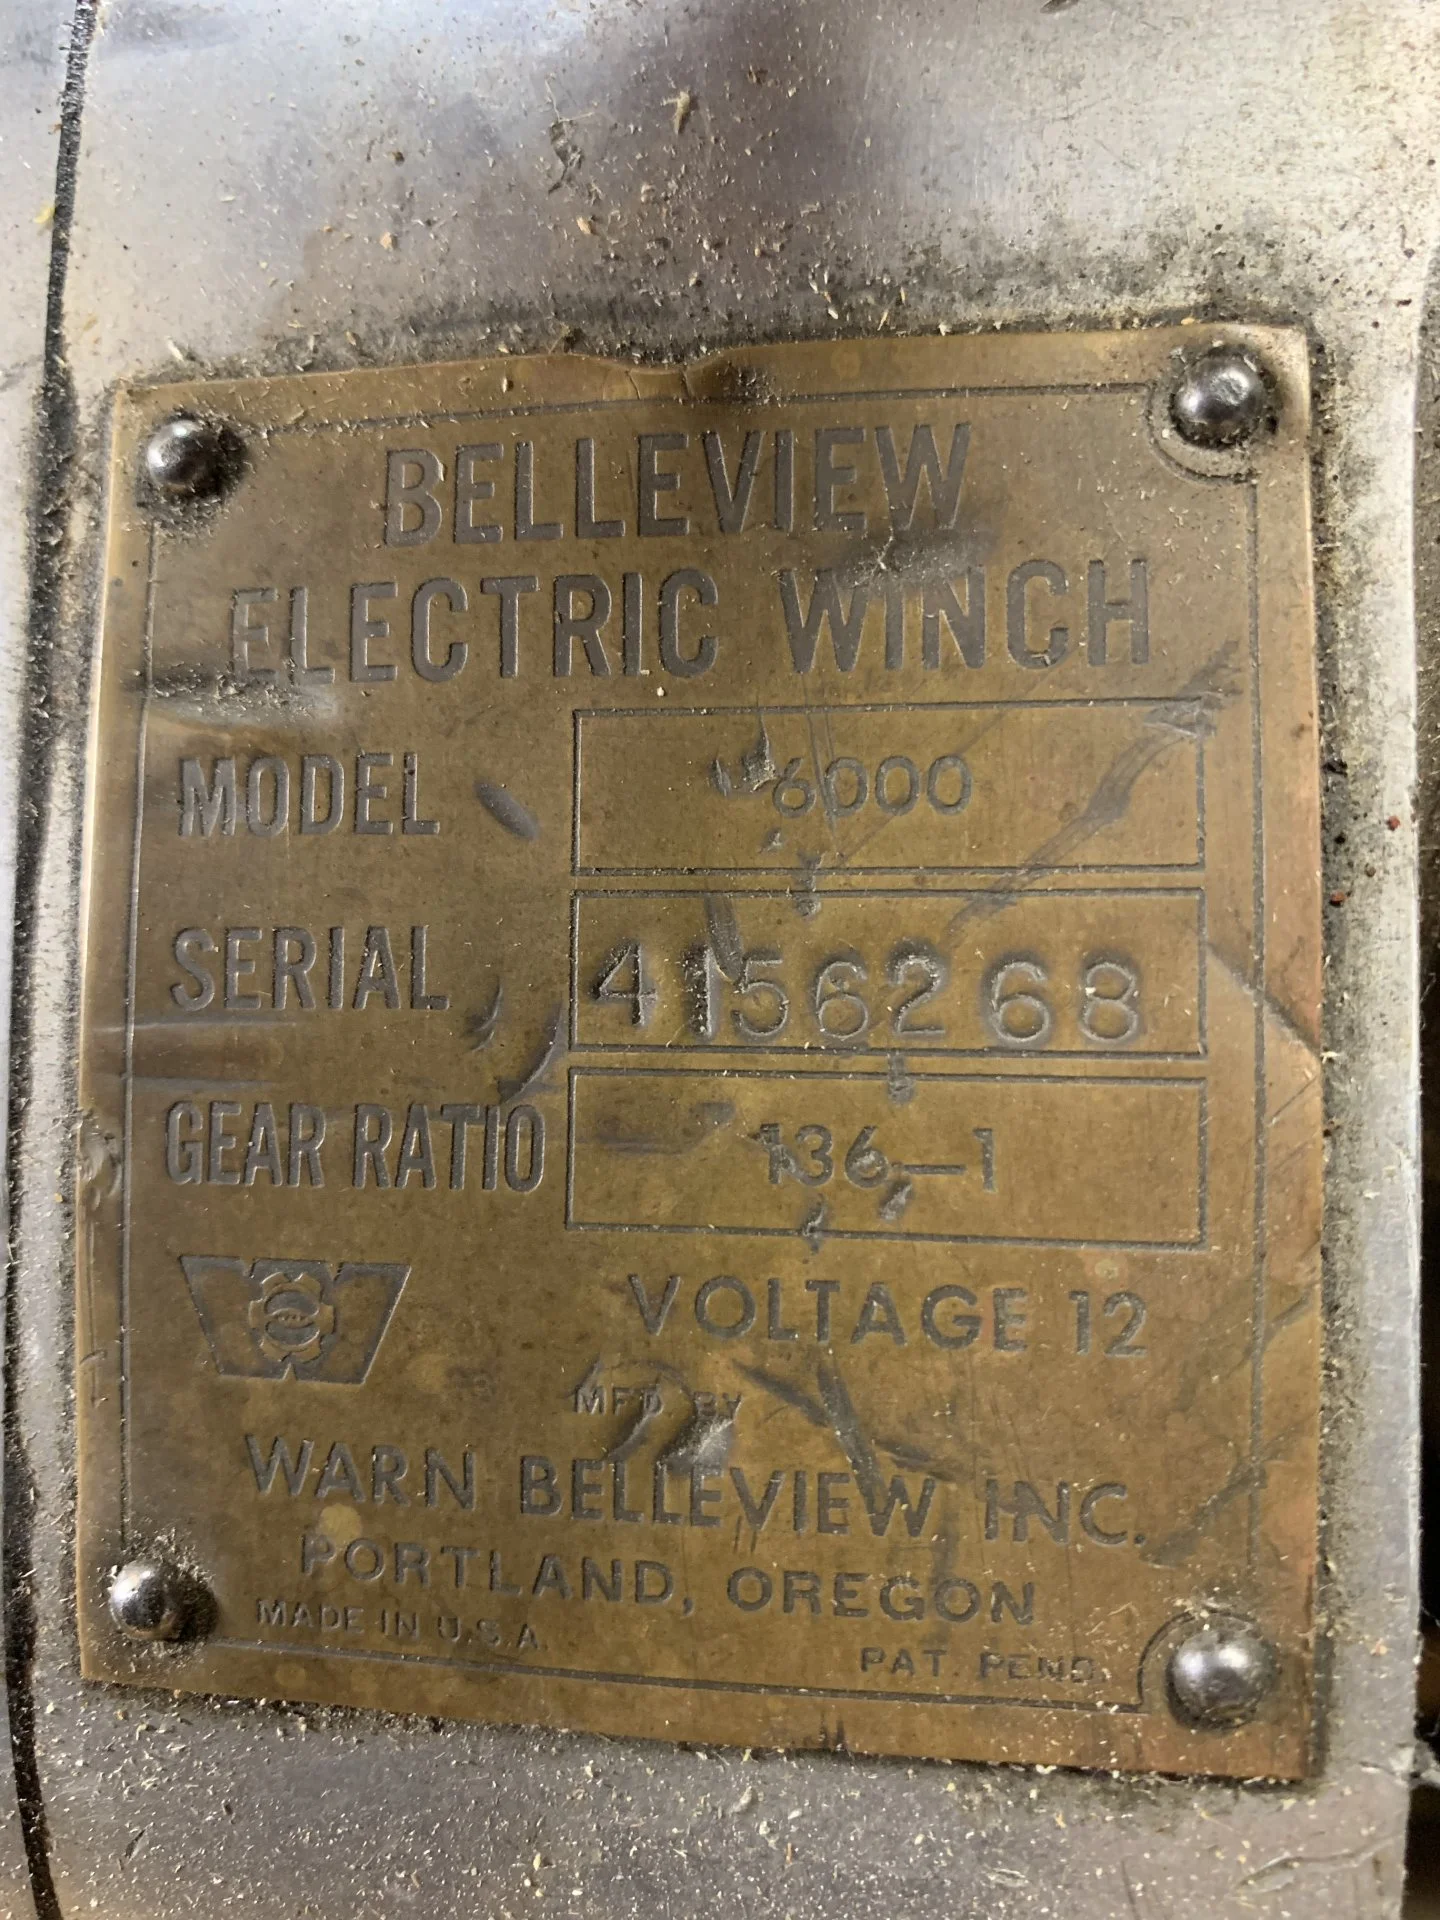 BELLEVIEW
ELECTRIC WINCH
MODEL 6000
SERIAL 4156268
GEAR RATIO 136-1
VOLTAGE 12
MFD. BY
WARN BELLEVIEW, INC.
PORTLAND, OREGON
MADE IN U.S.A.
PAT. PEND.